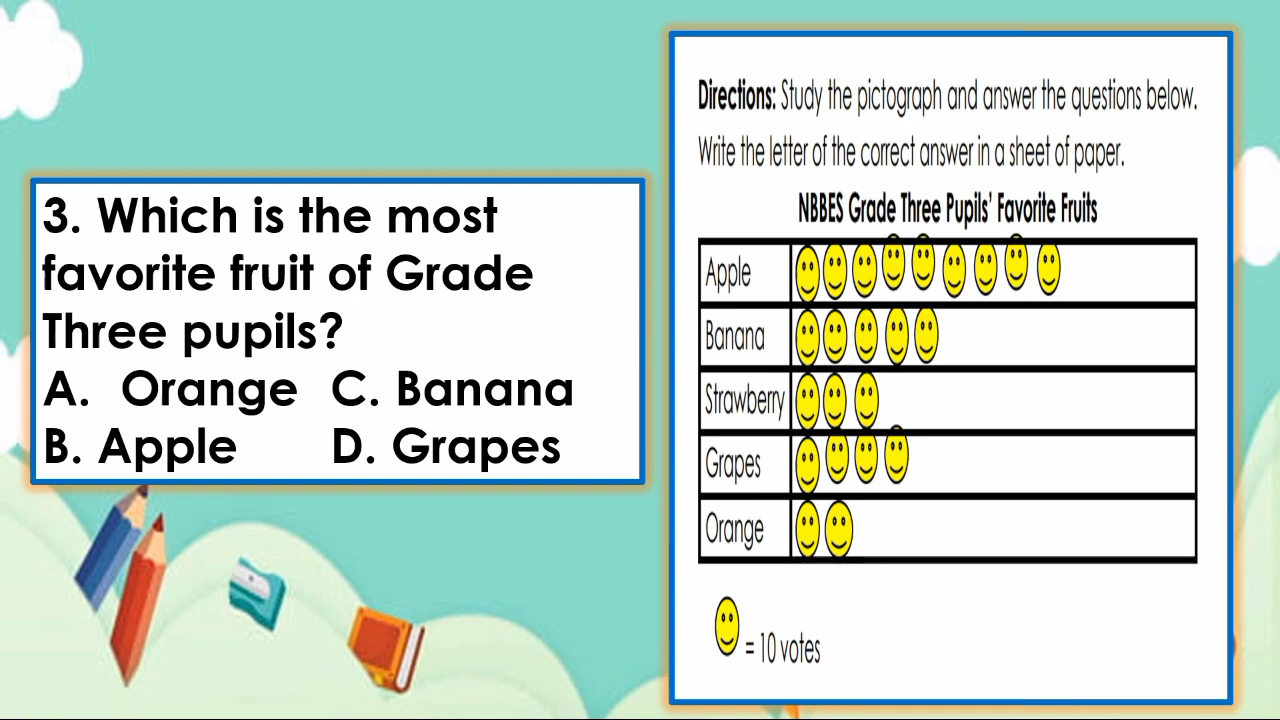 3. Which is the most
favorite fruit of Grade
Three pupils?
A. Orange C. Banana
B. Apple D. Grapes
Directions: Study the pictograph and answer the questions below.
Write the letter of the correct answer in a sheet of paper.
NBBES Grade Three Pupils’ Favorite Fruits
Apple
Banana
Strawberry
Grapes
Orange
= 10 votes